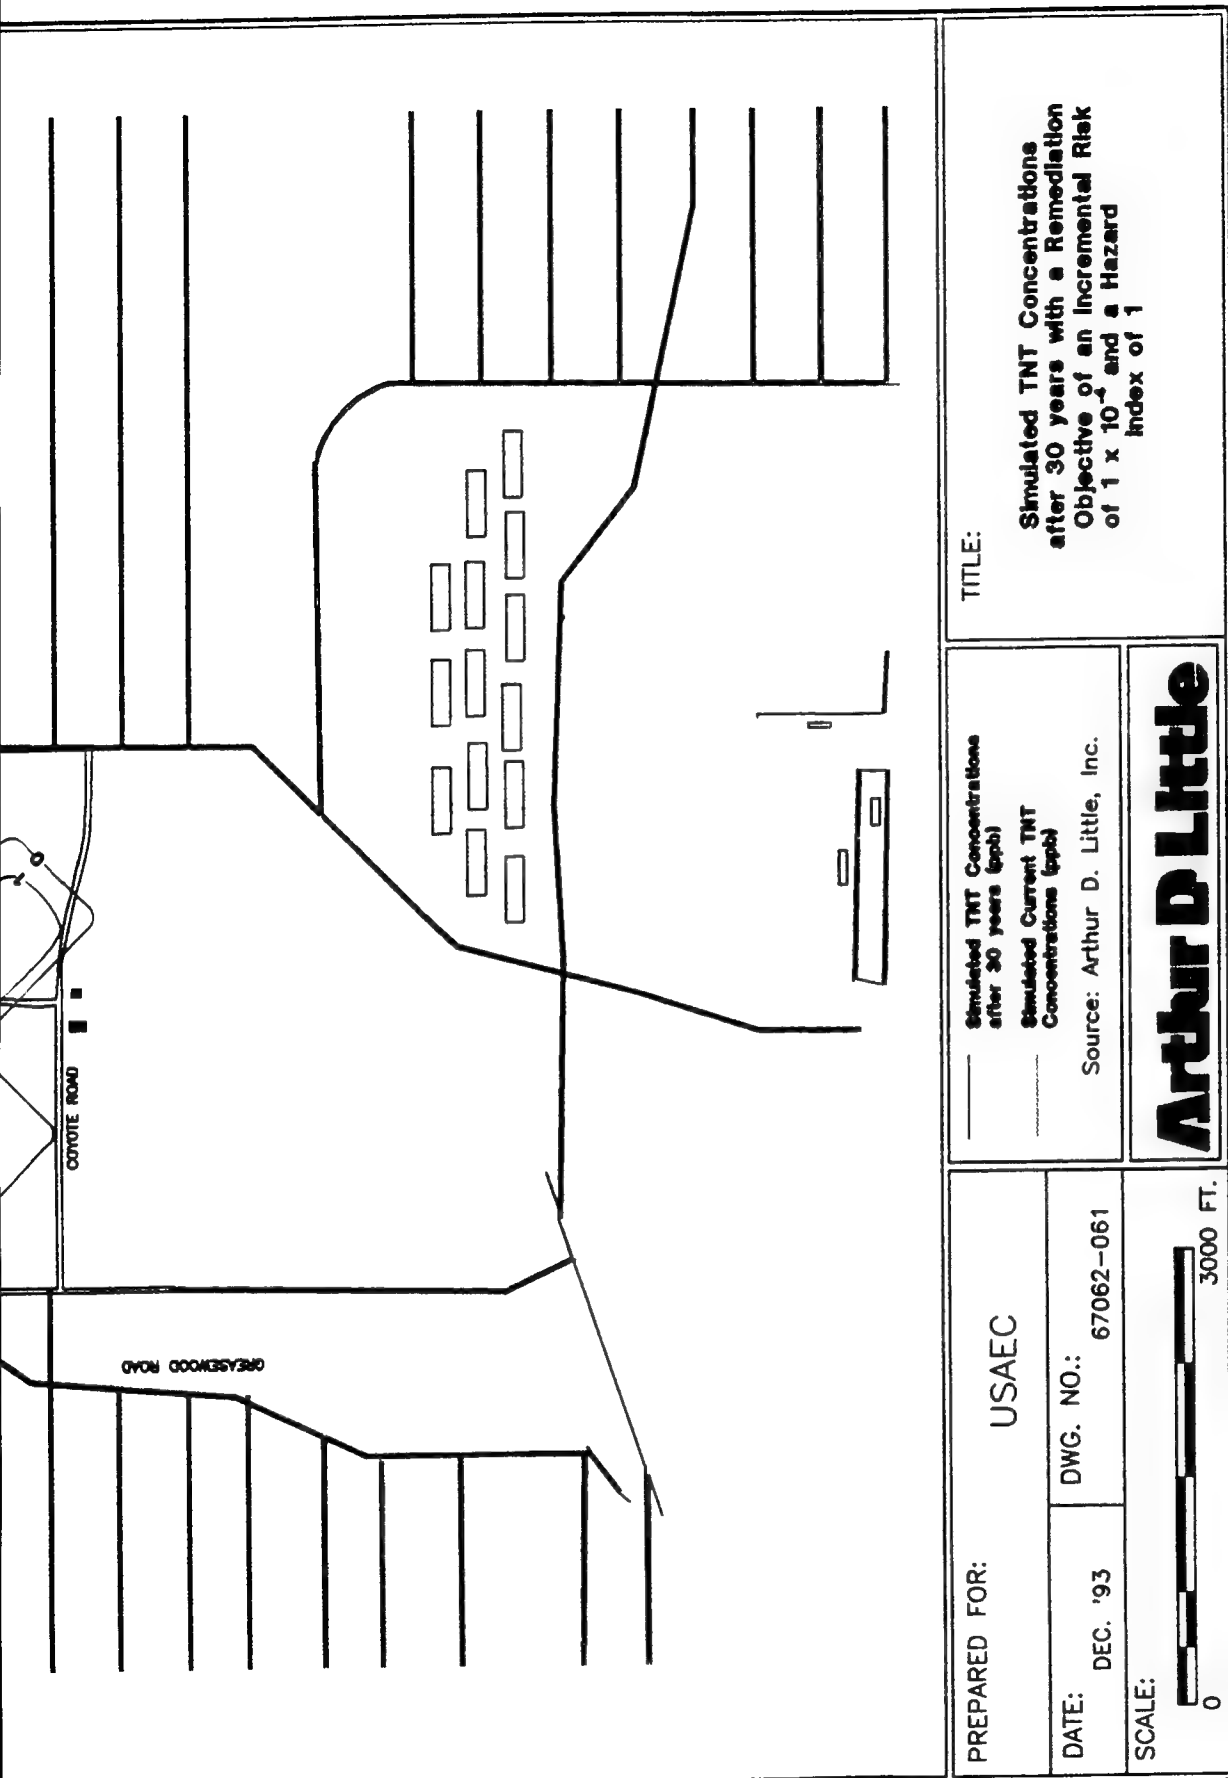 COYOTE ROAD
GREASEWOOD ROAD
0
1
PREPARED FOR:
USAEC
DATE:
DEC. '93
DWG. NO.:
67062-061
SCALE:
0
3000 FT.
Simulated TNT Concentrations
after 30 years (ppb)
Simulated Current TNT
Concentrations (ppb)
Source: Arthur D. Little, Inc.
Arthur D Little
TITLE:
Simulated TNT Concentrations
after 30 years with a Remediation
Objective of an Incremental Risk
of 1 x 10⁻⁴ and a Hazard
Index of 1